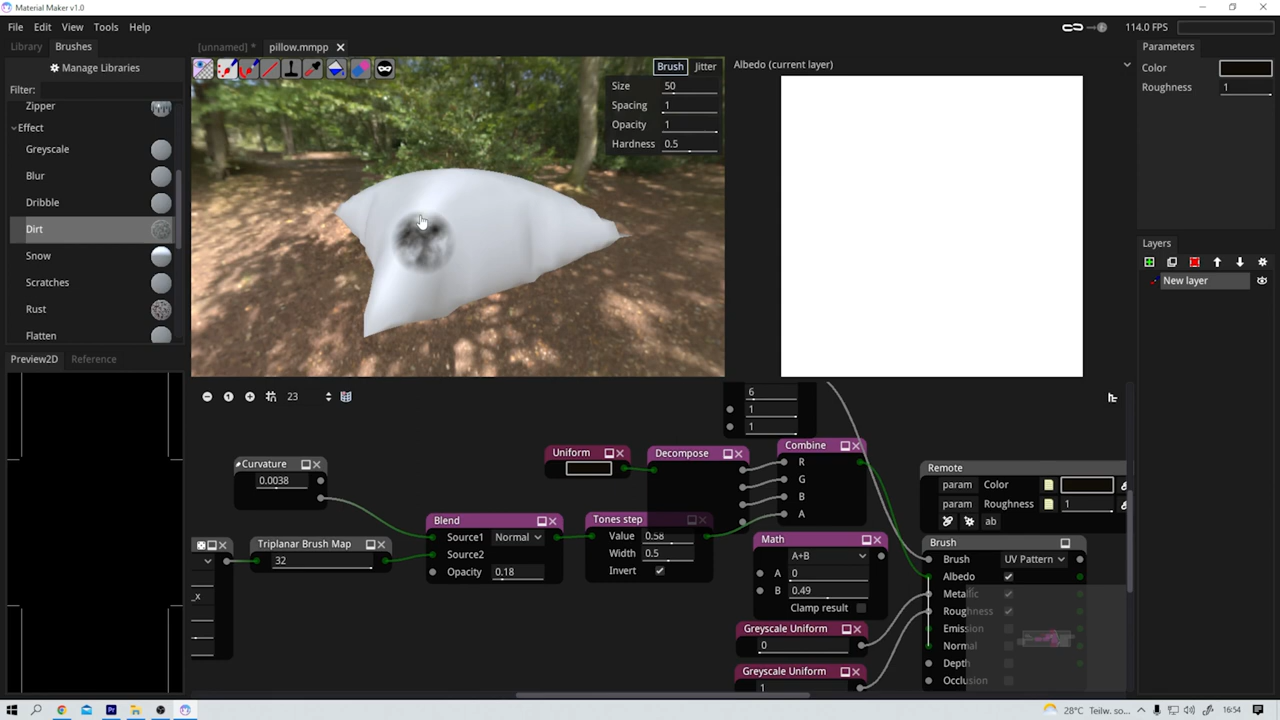 Material Maker v1.0
File Edit View Tools Help
114.0 FPS
Library Brushes
[unnamed] * pillow.mmpp
Parameters
Manage Libraries
Brush Jitter
Albedo (current layer)
Color
Filter:
Size 50
Roughness 1
Zipper
Spacing 1
Effect
Opacity 1
Greyscale
Hardness 0.5
Blur
Dribble
Dirt
Layers
Snow
New layer
Scratches
Rust
Flatten
Preview2D Reference
23
6
1
1
Curvature
0.0038
Uniform
Decompose
Combine
R
G
B
A
Remote
param Color
param Roughness 1
ab
Blend
Source1 Normal
Source2
Opacity 0.18
Tones step
Value 0.58
Width 0.5
Invert
Triplanar Brush Map
32
_x
Math
A+B
A 0
B 0.49
Clamp result
Brush
Brush UV Pattern
Albedo
Metallic
Roughness
Emission
Normal
Depth
Occlusion
Greyscale Uniform
0
Greyscale Uniform
1
28°C Teilw. so... 16:54